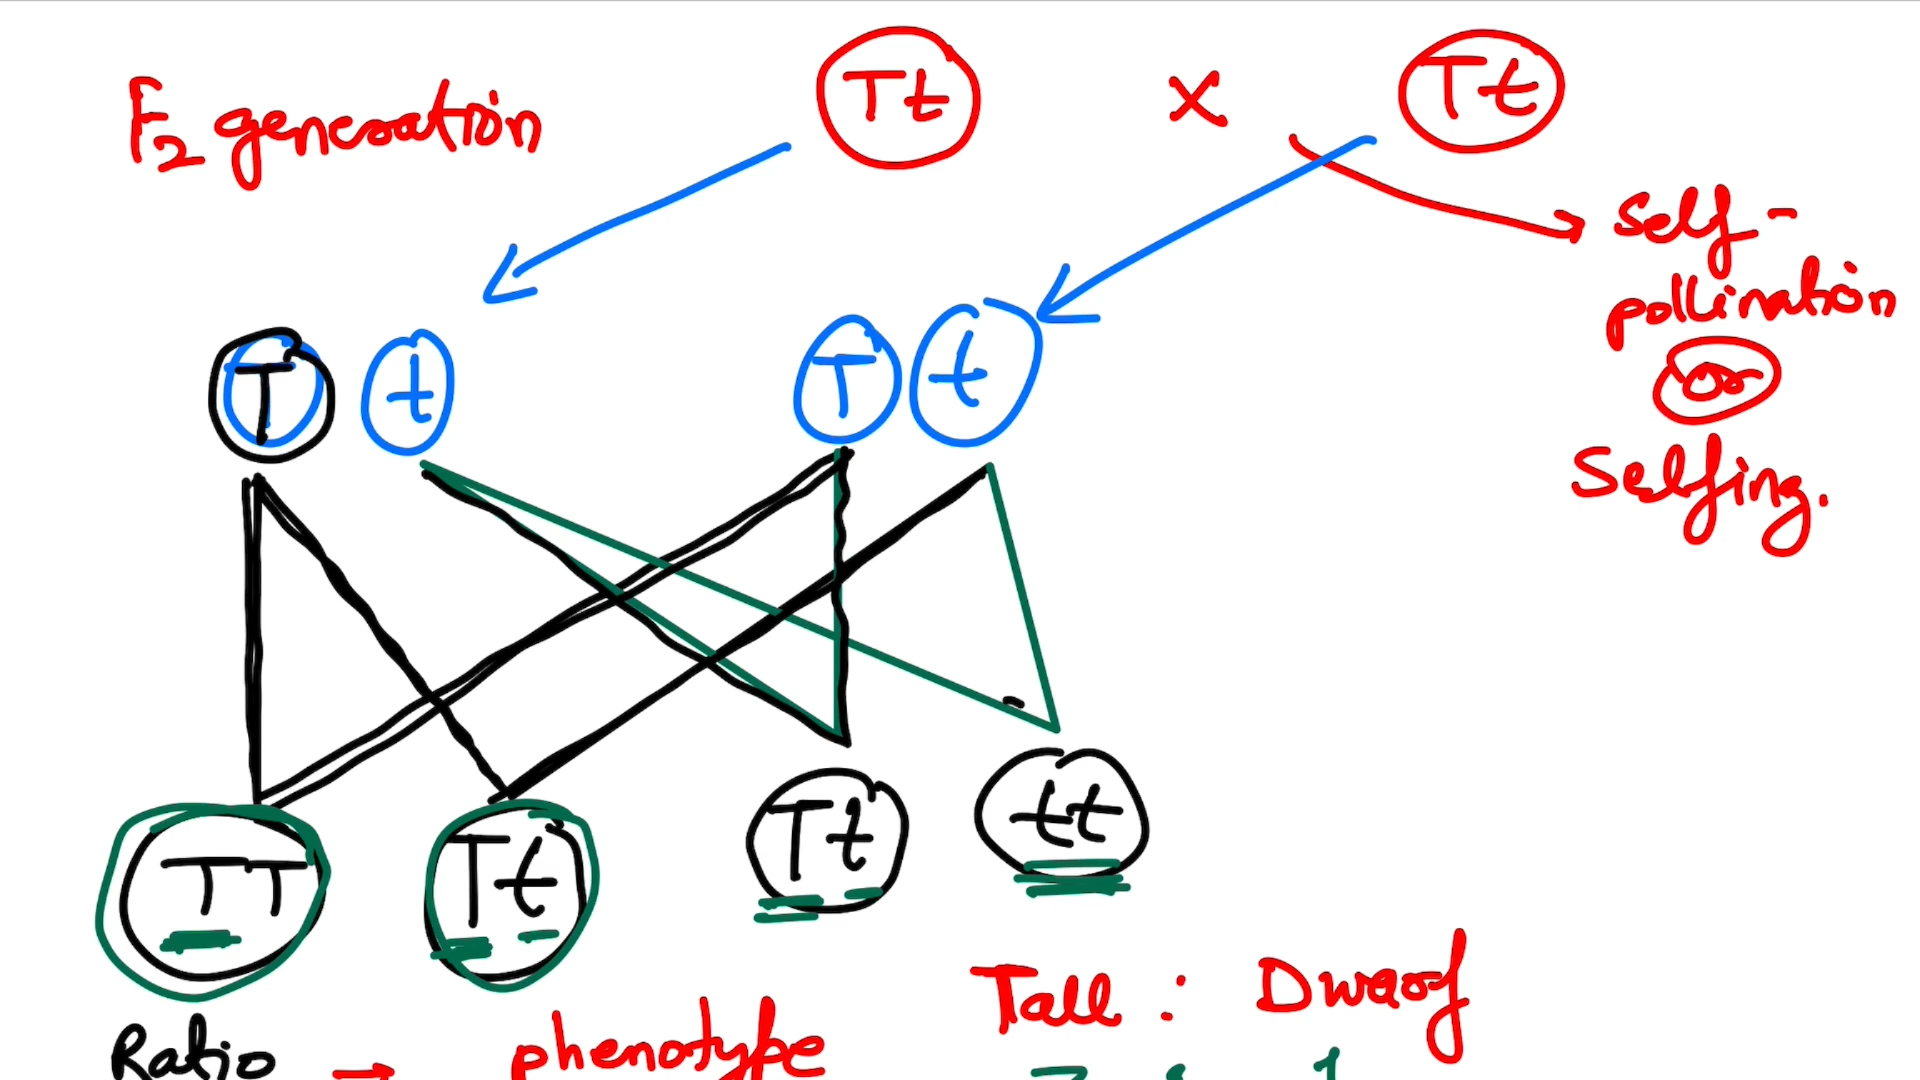 F2 generation Tt x Tt
self-
pollination
or
Selfing.
T t T t
TT Tt Tt tt
Tall : Dwarf
Ratio → phenotype